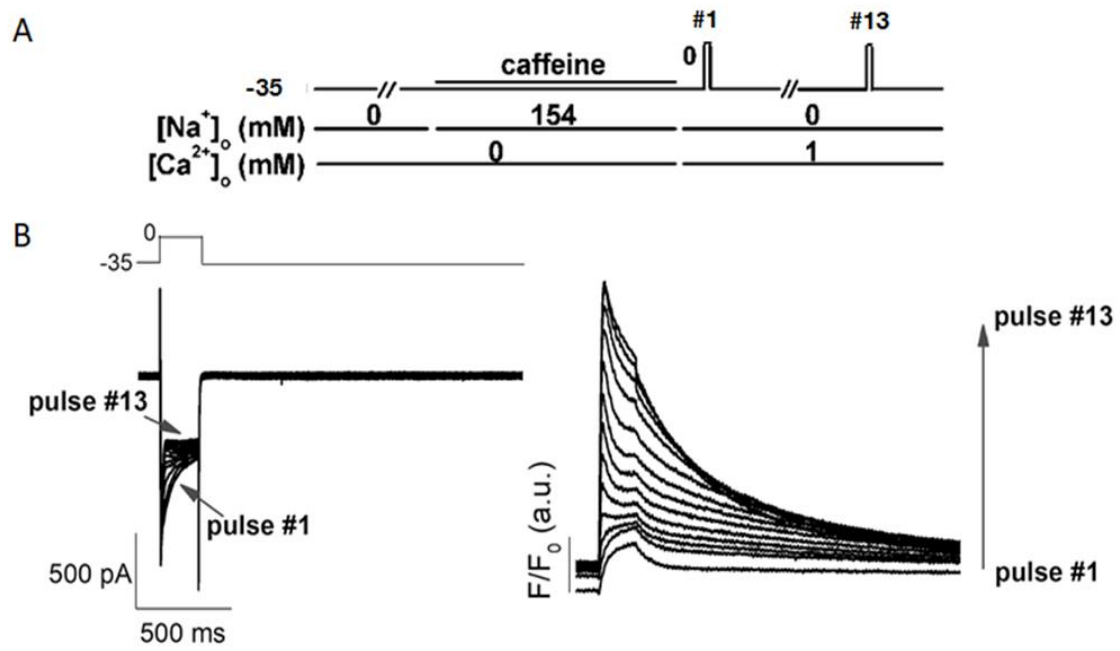 A
#1
#13
0
caffeine
-35
[Na⁺]ₒ (mM)
0
154
0
[Ca²⁺]ₒ (mM)
0
1
B
0
-35
pulse #13
pulse #1
500 pA
500 ms
F/F₀ (a.u.)
pulse #13
pulse #1